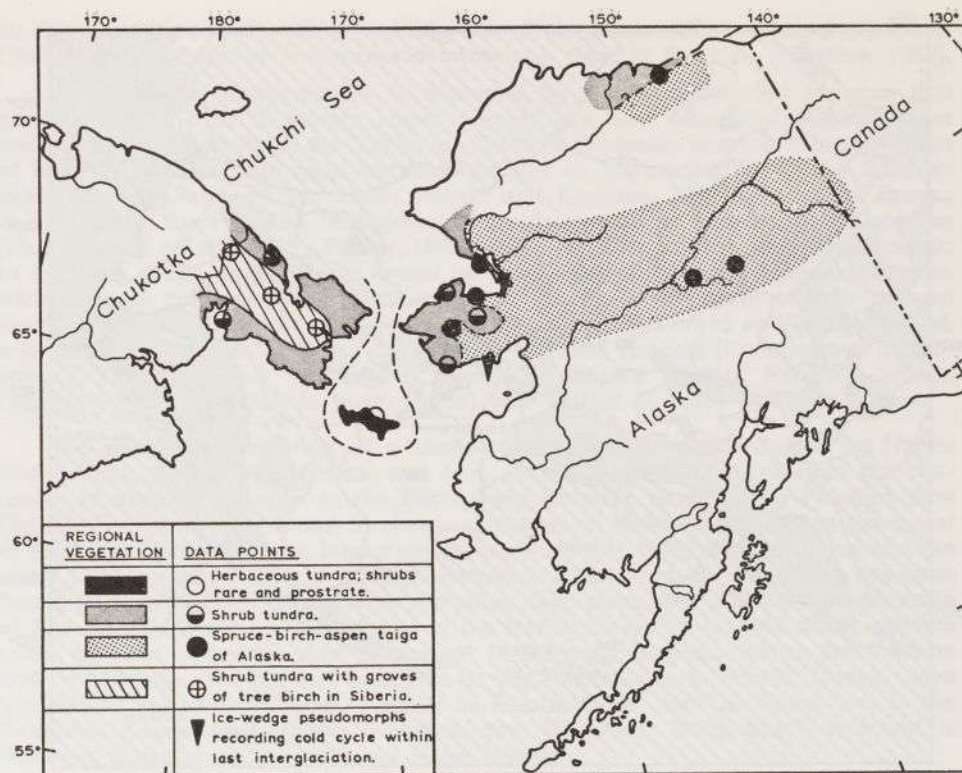 170° 180° 170° 160° 150° 140° 130°
70°
65°
60°
55°
Chukchi Sea
Canada
Chukotka
Alaska
REGIONAL VEGETATION
DATA POINTS
Herbaceous tundra; shrubs
rare and prostrate.
Shrub tundra.
Spruce-birch-aspen taiga
of Alaska.
Shrub tundra with groves
of tree birch in Siberia.
Ice-wedge pseudomorphs
recording cold cycle within
last interglaciation.